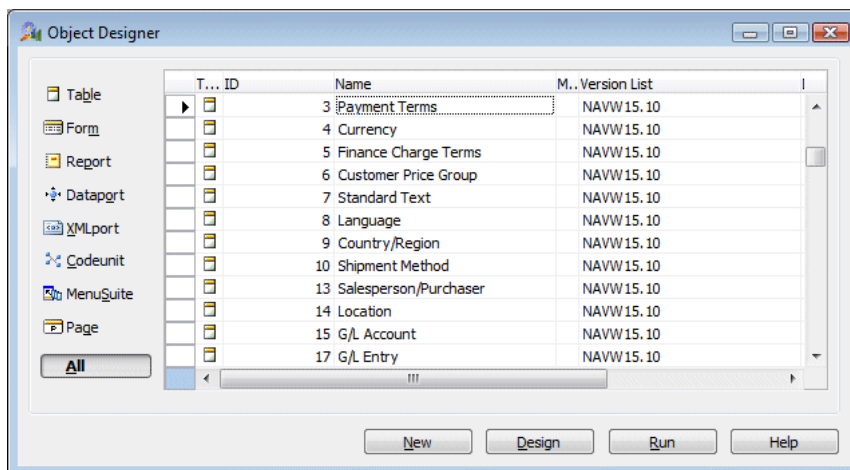 Object Designer
Table
Form
Report
Dataport
XMLport
Codeunit
MenuSuite
Page
All
T... ID Name M.. Version List
3 Payment Terms NAVW15.10
4 Currency NAVW15.10
5 Finance Charge Terms NAVW15.10
6 Customer Price Group NAVW15.10
7 Standard Text NAVW15.10
8 Language NAVW15.10
9 Country/Region NAVW15.10
10 Shipment Method NAVW15.10
13 Salesperson/Purchaser NAVW15.10
14 Location NAVW15.10
15 G/L Account NAVW15.10
17 G/L Entry NAVW15.10
New Design Run Help